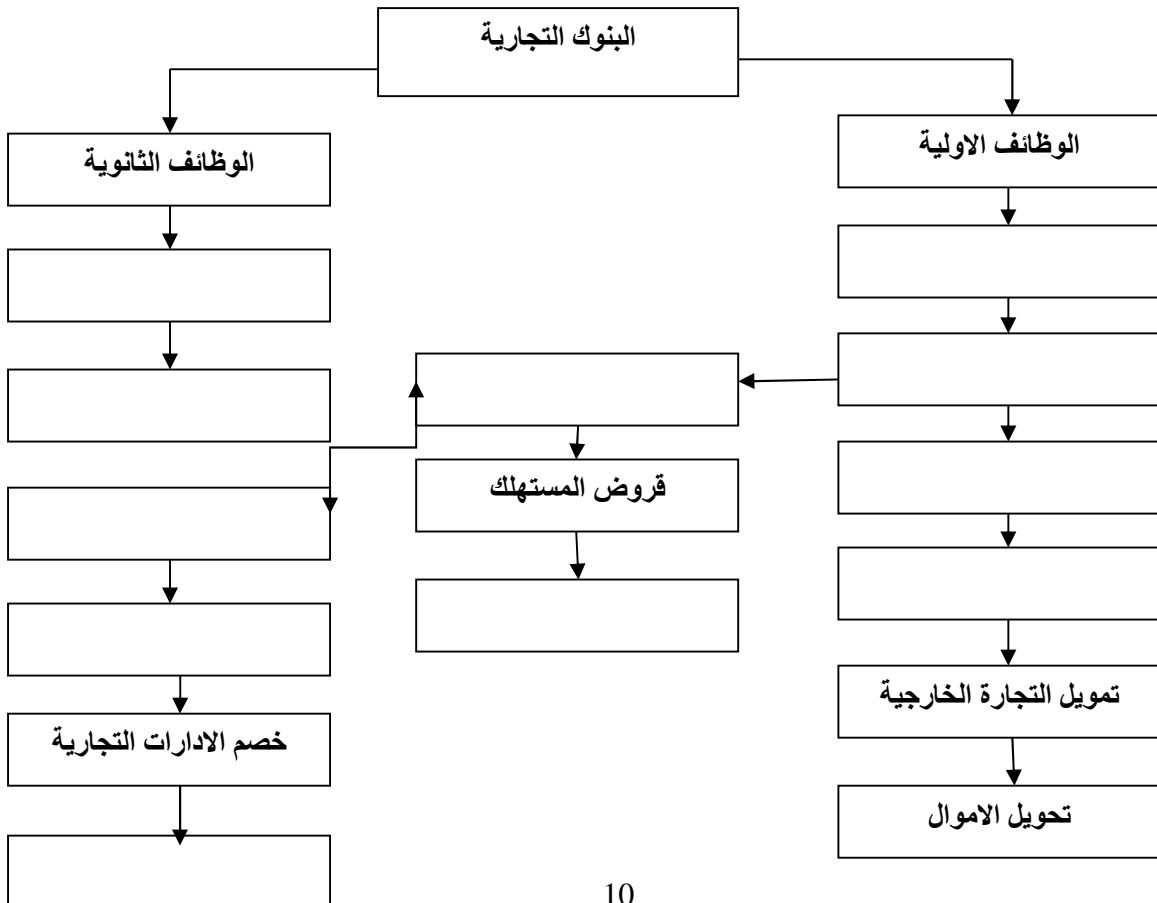 البنوك التجارية
الوظائف الاولية
الوظائف الثانوية
قروض المستهلك
تمويل التجارة الخارجية
خصم الادارات التجارية
تحويل الاموال
10